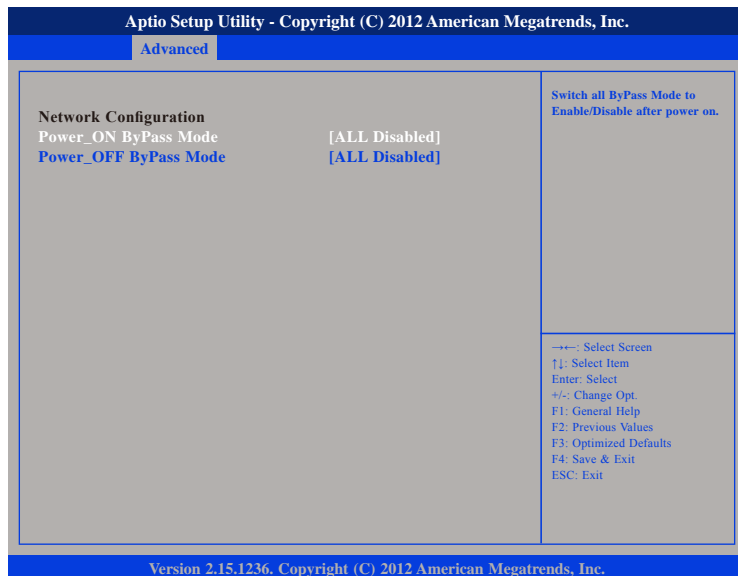 Aptio Setup Utility - Copyright (C) 2012 American Megatrends, Inc.
Advanced
Network Configuration
Power_ON ByPass Mode [ALL Disabled]
Power_OFF ByPass Mode [ALL Disabled]
Switch all ByPass Mode to
Enable/Disable after power on.
→←: Select Screen
↑↓: Select Item
Enter: Select
+/-: Change Opt.
F1: General Help
F2: Previous Values
F3: Optimized Defaults
F4: Save & Exit
ESC: Exit
Version 2.15.1236. Copyright (C) 2012 American Megatrends, Inc.